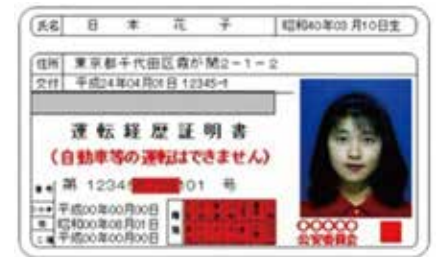 氏名 日本花子 昭和40年03月10日生
住所 東京都千代田区霞が関2-1-2
交付 平成24年04月01日 12345-1
運転経歴証明書
(自動車等の運転はできません)
第 1234 01 号
平成00年00月00日
昭和00年06月01日
平成00年00月00日
公安委員会